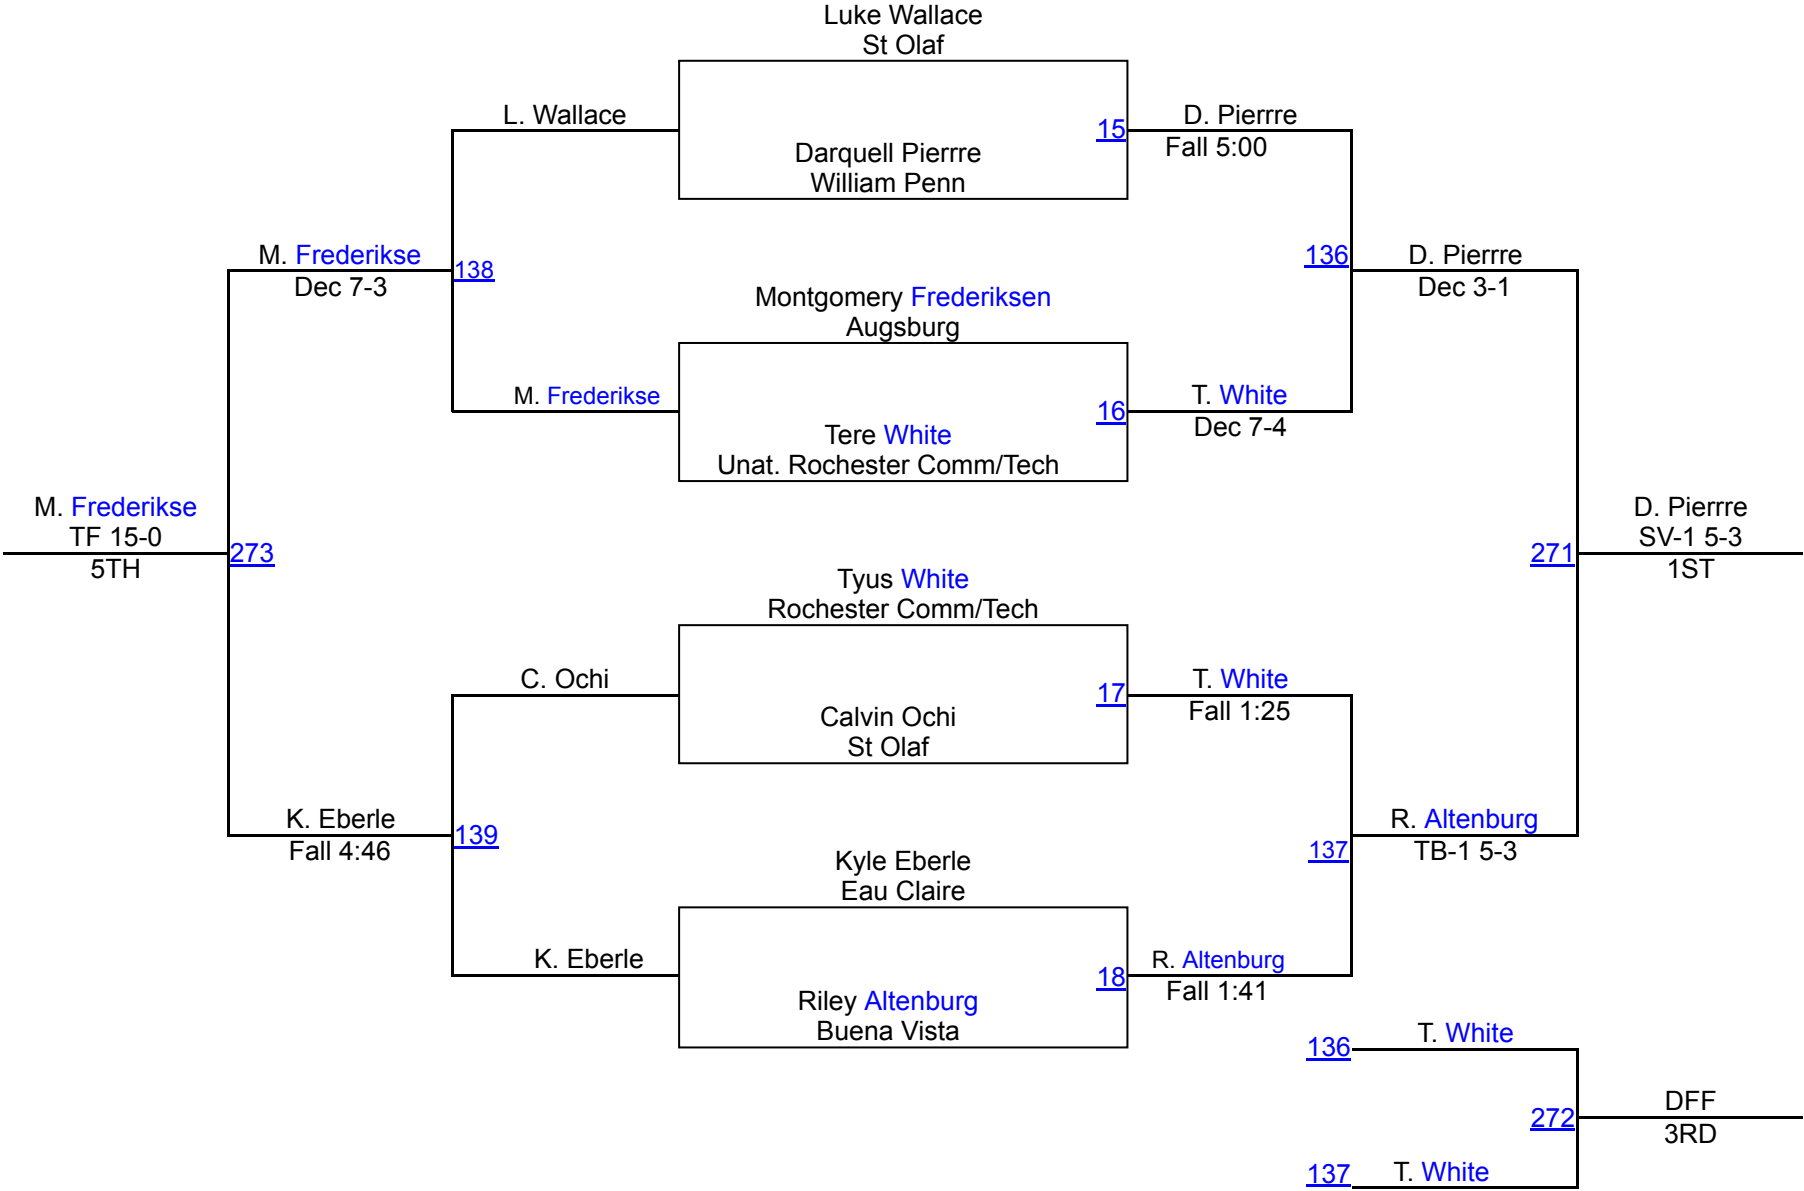 Luke Wallace
St Olaf
L. Wallace
15
D. Pierrre
Fall 5:00
Darquell Pierrre
William Penn
M. Frederikse
Dec 7-3
138
136
D. Pierrre
Dec 3-1
Montgomery Frederiksen
Augsburg
M. Frederikse
16
T. White
Dec 7-4
Tere White
Unat. Rochester Comm/Tech
M. Frederikse
TF 15-0
5TH
273
271
D. Pierrre
SV-1 5-3
1ST
Tyus White
Rochester Comm/Tech
C. Ochi
17
T. White
Fall 1:25
Calvin Ochi
St Olaf
K. Eberle
Fall 4:46
139
137
R. Altenburg
TB-1 5-3
Kyle Eberle
Eau Claire
K. Eberle
18
R. Altenburg
Fall 1:41
Riley Altenburg
Buena Vista
136
T. White
272
DFF
3RD
137
T. White